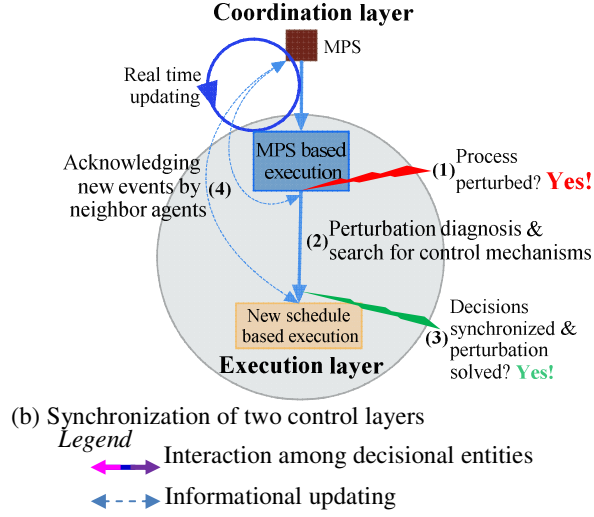 Coordination layer
MPS
Real time
updating
MPS based
execution
(1) Process
perturbed? Yes!
Acknowledging
new events by
neighbor agents
(4)
(2) Perturbation diagnosis &
search for control mechanisms
New schedule
based execution
(3) Decisions
synchronized &
perturbation
solved? Yes!
Execution layer
(b) Synchronization of two control layers
Legend
Interaction among decisional entities
Informational updating